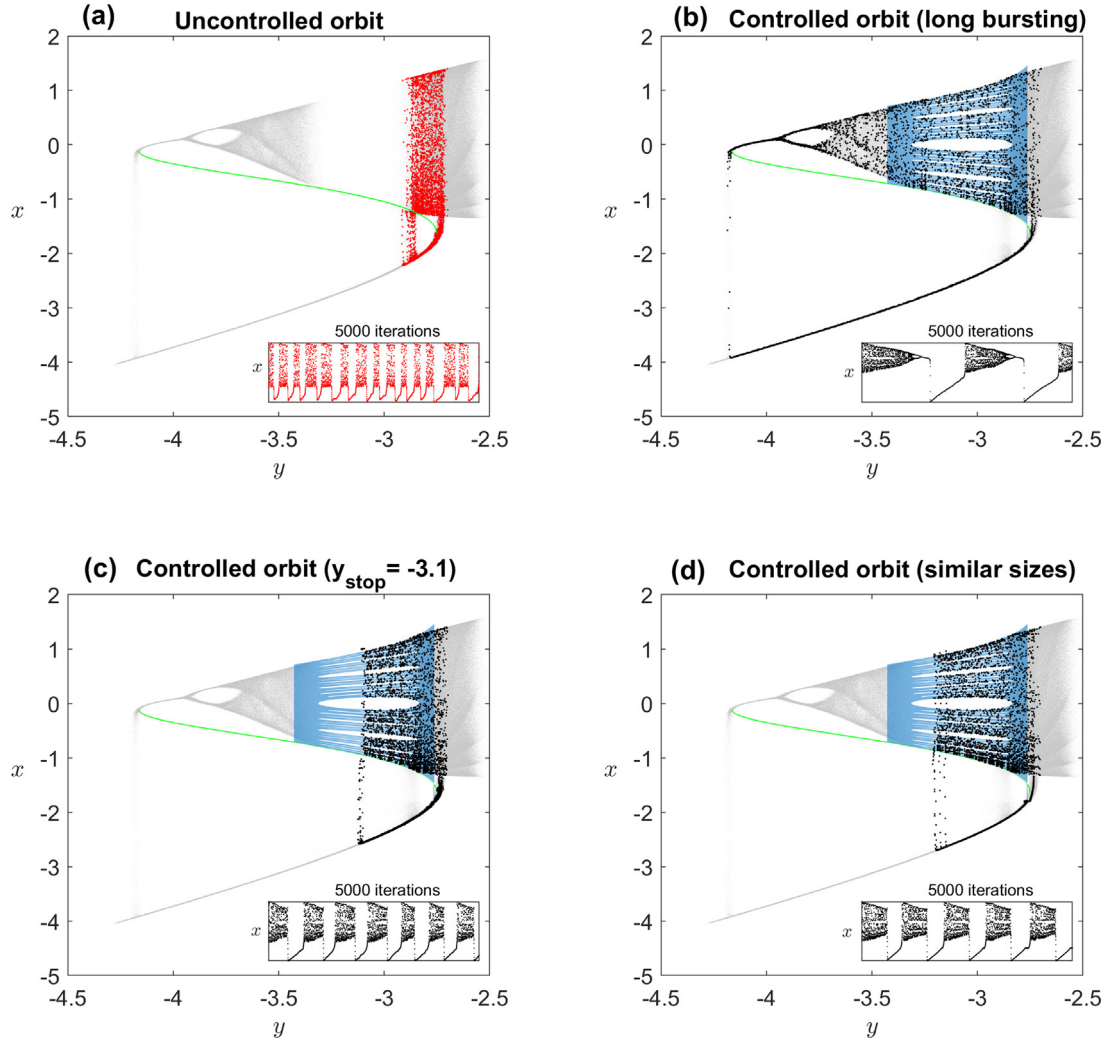 (a) Uncontrolled orbit
2
1
0
-1
-2
-3
-4
-5
x
5000 iterations
x
-4.5 -4 -3.5 -3 -2.5
y
(b) Controlled orbit (long bursting)
2
1
0
-1
-2
-3
-4
-5
x
5000 iterations
x
-4.5 -4 -3.5 -3 -2.5
y
(c) Controlled orbit (y_stop= -3.1)
2
1
0
-1
-2
-3
-4
-5
x
5000 iterations
x
-4.5 -4 -3.5 -3 -2.5
y
(d) Controlled orbit (similar sizes)
2
1
0
-1
-2
-3
-4
-5
x
5000 iterations
x
-4.5 -4 -3.5 -3 -2.5
y